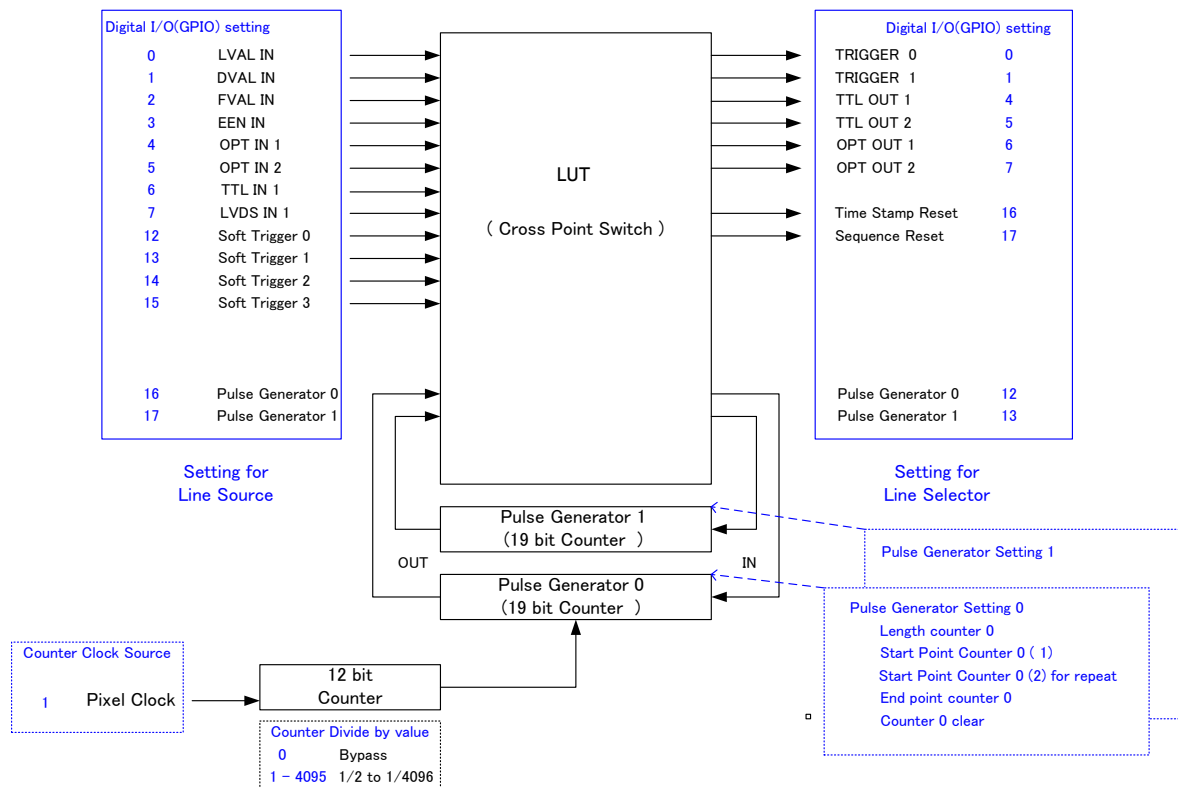 Digital I/O(GPIO) setting
0 LVAL IN
1 DVAL IN
2 FVAL IN
3 EEN IN
4 OPT IN 1
5 OPT IN 2
6 TTL IN 1
7 LVDS IN 1
12 Soft Trigger 0
13 Soft Trigger 1
14 Soft Trigger 2
15 Soft Trigger 3
16 Pulse Generator 0
17 Pulse Generator 1
Setting for
Line Source
LUT
( Cross Point Switch )
Digital I/O(GPIO) setting
TRIGGER 0 0
TRIGGER 1 1
TTL OUT 1 4
TTL OUT 2 5
OPT OUT 1 6
OPT OUT 2 7
Time Stamp Reset 16
Sequence Reset 17
Pulse Generator 0 12
Pulse Generator 1 13
Setting for
Line Selector
Pulse Generator 1
(19 bit Counter )
OUT
IN
Pulse Generator 0
(19 bit Counter )
Pulse Generator Setting 1
Pulse Generator Setting 0
Length counter 0
Start Point Counter 0 ( 1)
Start Point Counter 0 (2) for repeat
End point counter 0
Counter 0 clear
Counter Clock Source
1 Pixel Clock
12 bit
Counter
Counter Divide by value
0 Bypass
1 - 4095 1/2 to 1/4096